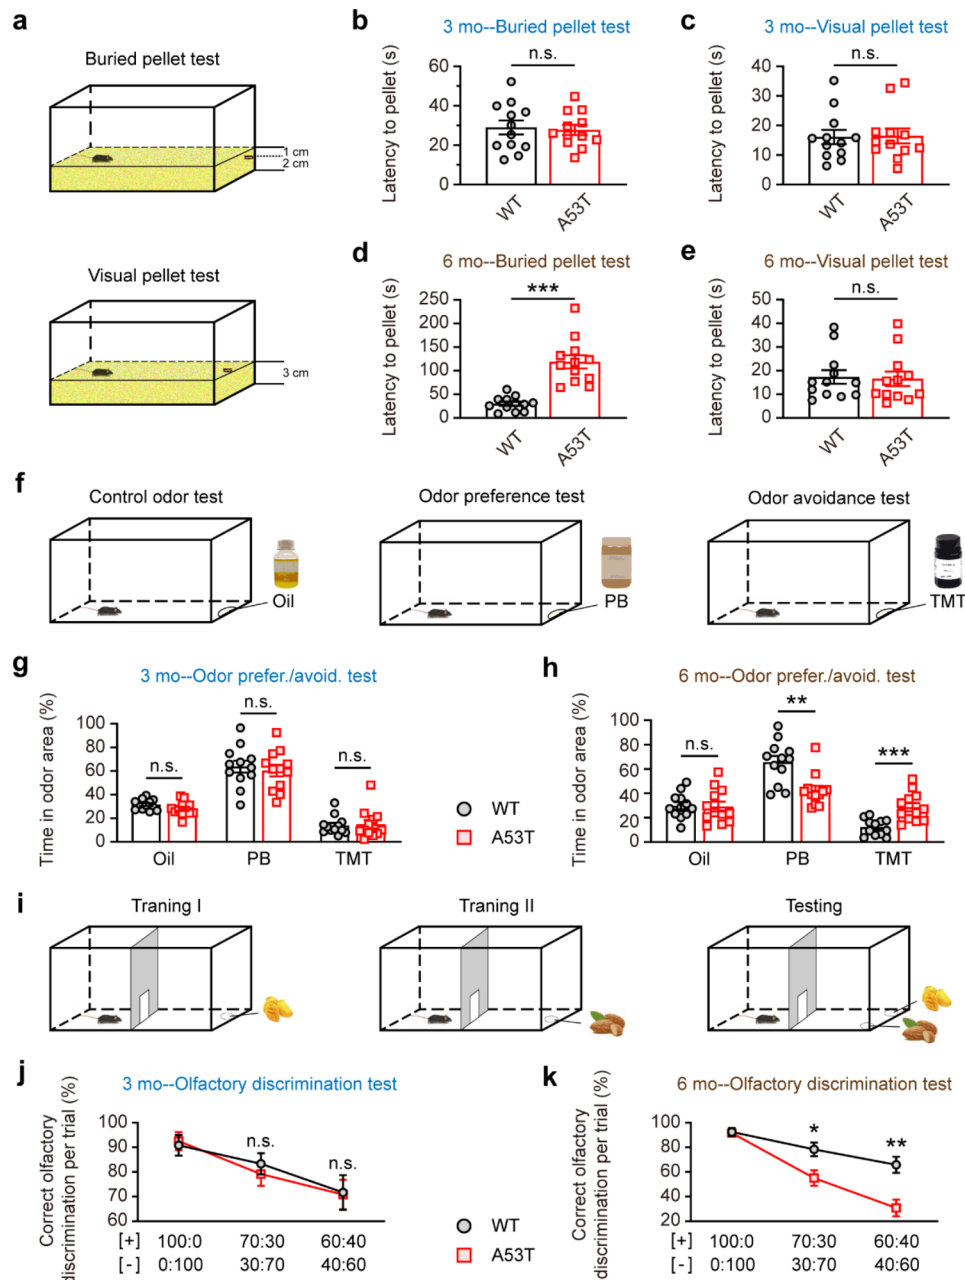 a
Buried pellet test
1 cm
2 cm
Visual pellet test
3 cm
b
3 mo--Buried pellet test
n.s.
Latency to pellet (s)
60
40
20
0
WT
A53T
c
3 mo--Visual pellet test
n.s.
Latency to pellet (s)
40
30
20
10
0
WT
A53T
d
6 mo--Buried pellet test
***
Latency to pellet (s)
250
200
150
100
50
0
WT
A53T
e
6 mo--Visual pellet test
n.s.
Latency to pellet (s)
50
40
30
20
10
0
WT
A53T
f
Control odor test
Oil
Odor preference test
PB
Odor avoidance test
TMT
g
3 mo--Odor prefer./avoid. test
Time in odor area (%)
100
80
60
40
20
0
n.s.
n.s.
n.s.
Oil
PB
TMT
WT
A53T
h
6 mo--Odor prefer./avoid. test
Time in odor area (%)
100
80
60
40
20
0
n.s.
**
***
Oil
PB
TMT
i
Traning I
Traning II
Testing
j
3 mo--Olfactory discrimination test
Correct olfactory
discrimination per trial (%)
100
90
80
70
60
n.s.
n.s.
[+] 100:0 70:30 60:40
[-] 0:100 30:70 40:60
WT
A53T
k
6 mo--Olfactory discrimination test
Correct olfactory
discrimination per trial (%)
100
80
60
40
20
*
**
[+] 100:0 70:30 60:40
[-] 0:100 30:70 40:60